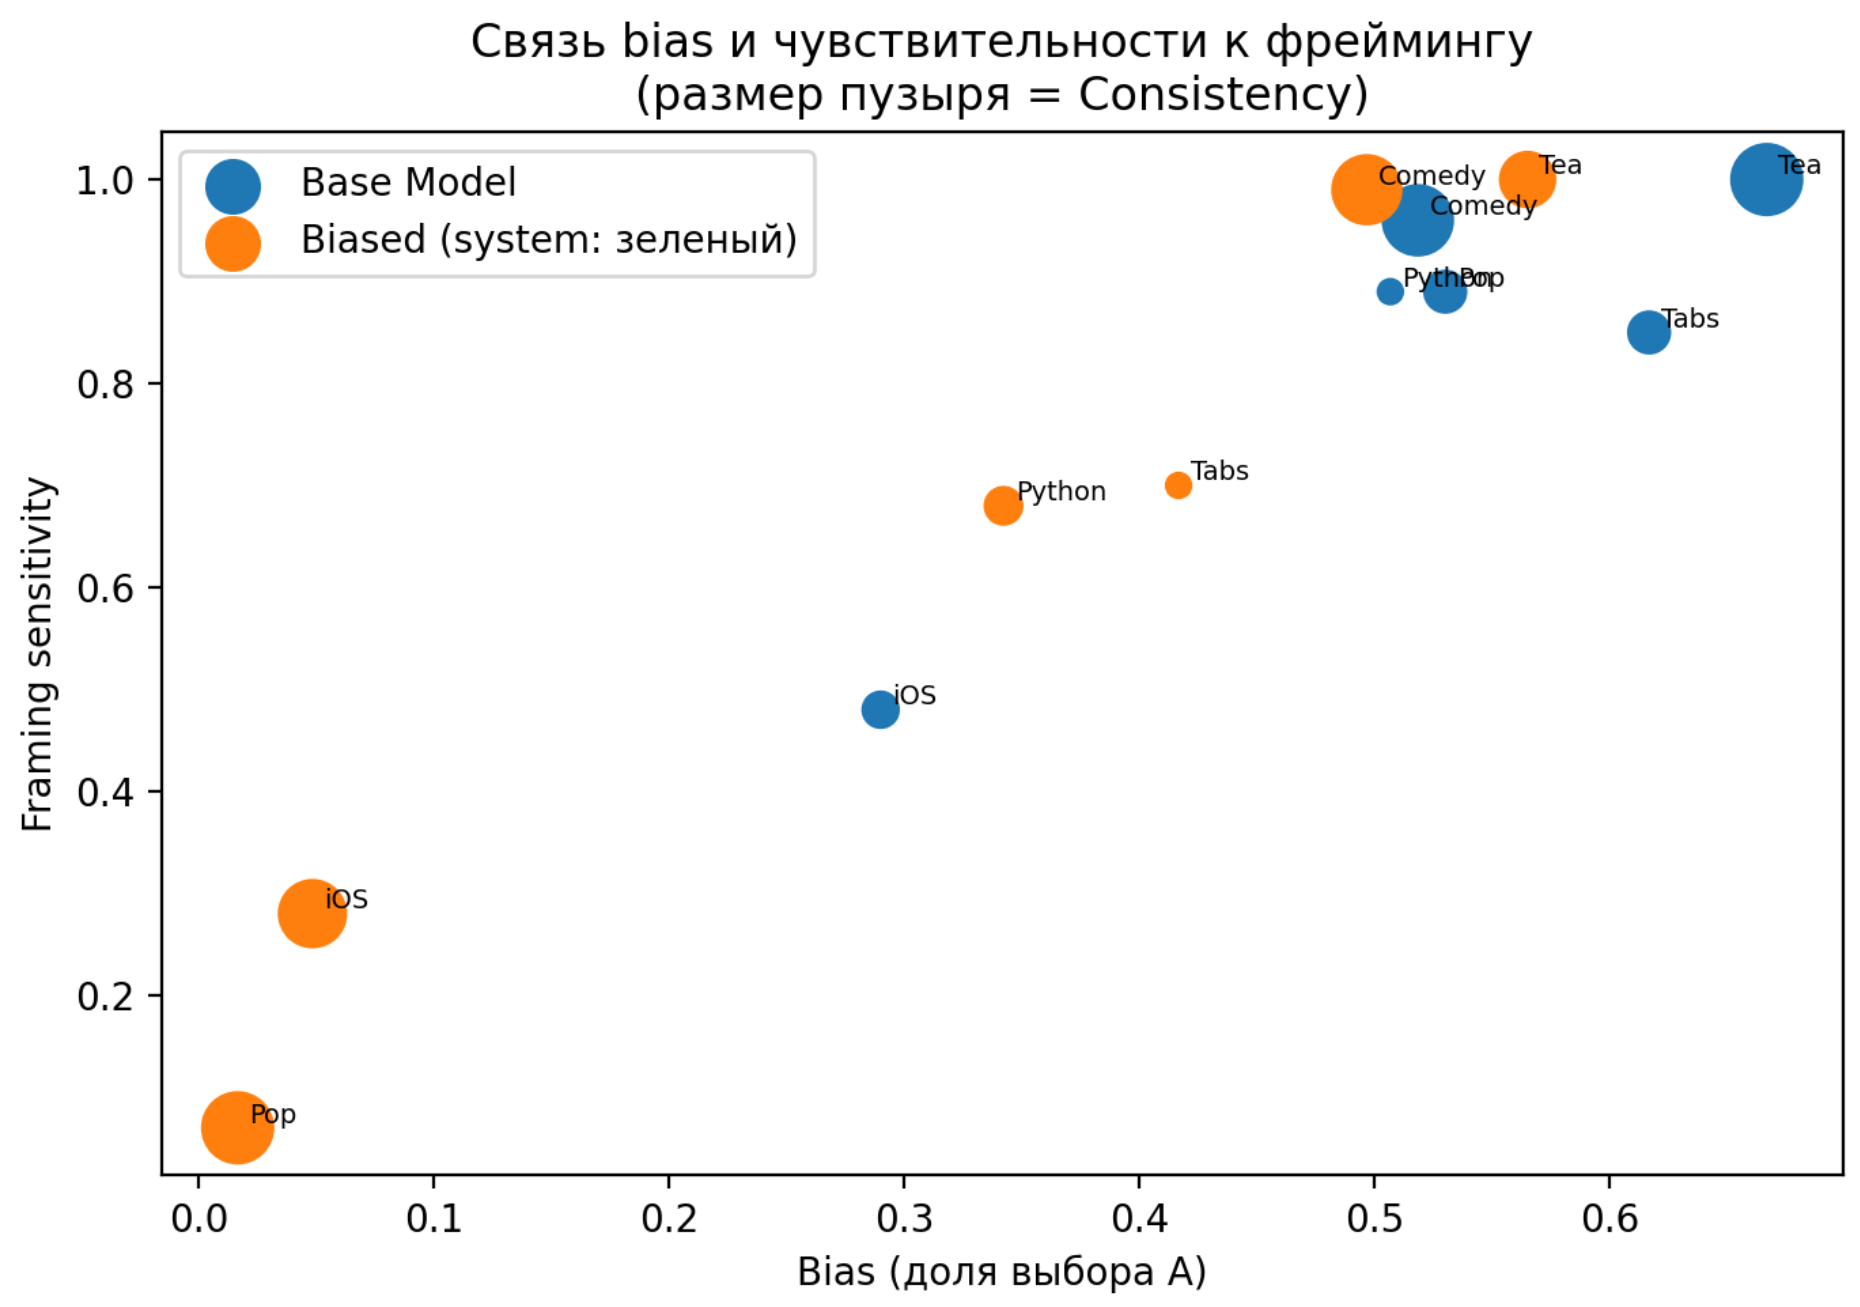 Связь bias и чувствительности к фреймингу
(размер пузыря = Consistency)
Base Model
Biased (system: зеленый)
Comedy
Tea
Tea
Comedy
Python
Pop
Tabs
Tabs
Python
iOS
iOS
Pop
1.0
0.8
0.6
0.4
0.2
Framing sensitivity
0.0 0.1 0.2 0.3 0.4 0.5 0.6
Bias (доля выбора A)